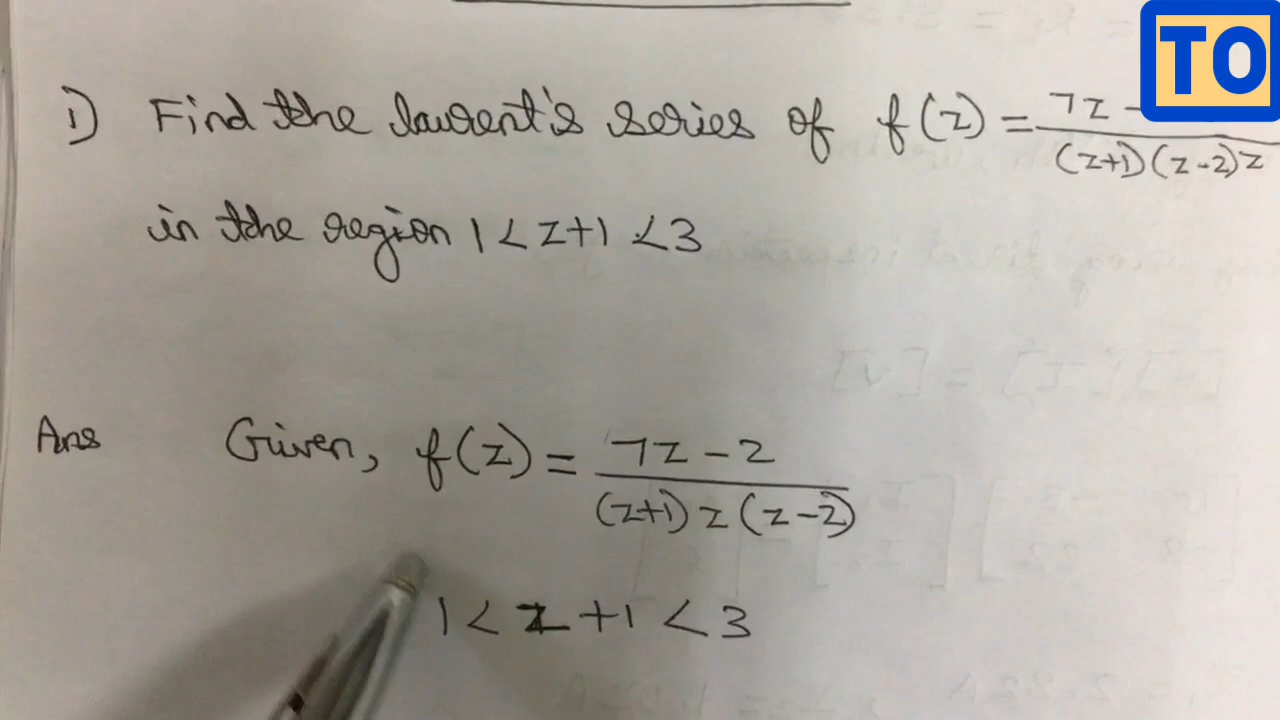 TO
1) Find the laurent's series of f(z) = 7z - / (z+1)(z-2)z
in the region 1 < z+1 < 3
Ans Given, f(z) = 7z - 2 / (z+1) z (z-2)
1 < z + 1 < 3